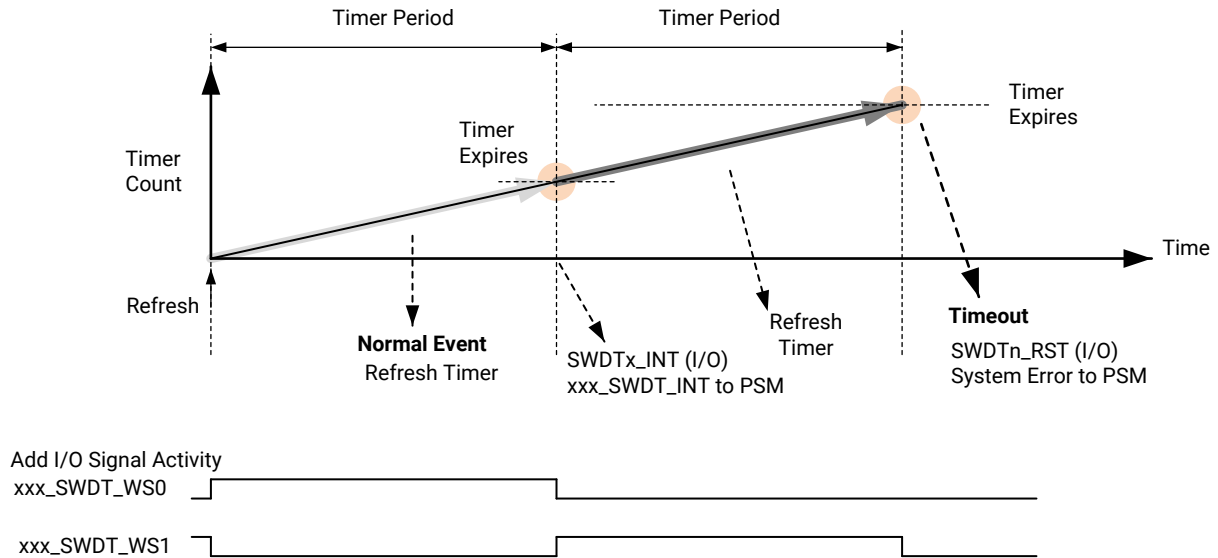 Timer Period
Timer Period
Timer
Expires
Timer
Expires
Timer
Count
Time
Refresh
Normal Event
Refresh Timer
SWDTx_INT (I/O)
xxx_SWDT_INT to PSM
Refresh
Timer
Timeout
SWDTn_RST (I/O)
System Error to PSM
Add I/O Signal Activity
xxx_SWDT_WS0
xxx_SWDT_WS1